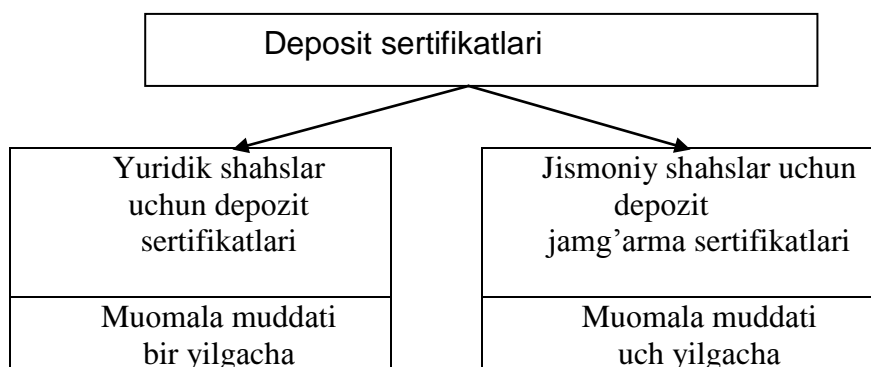 Deposit sertifikatlari
Yuridik shahslar
uchun depozit
sertifikatlari
Muomala muddati
bir yilgacha
Jismoniy shahslar uchun
depozit
jamg'arma sertifikatlari
Muomala muddati
uch yilgacha